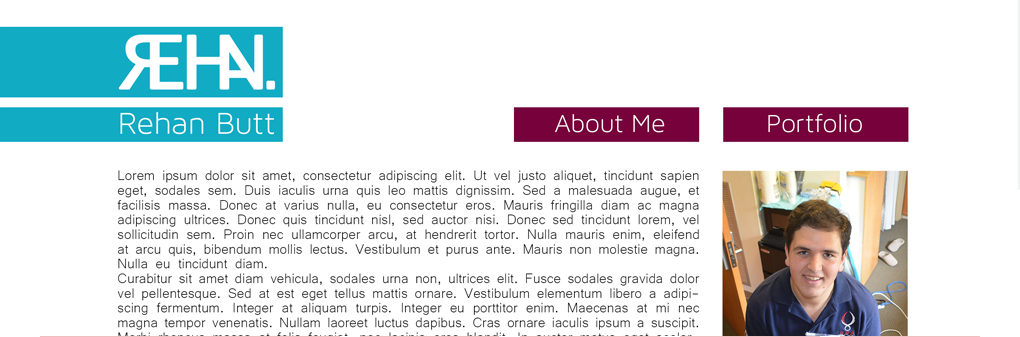 REHN.
Rehan Butt
About Me
Portfolio
Lorem ipsum dolor sit amet, consectetur adipiscing elit. Ut vel justo aliquet, tincidunt sapien
eget, sodales sem. Duis iaculis urna quis leo mattis dignissim. Sed a malesuada augue, et
facilisis massa. Donec at varius nulla, eu consectetur eros. Mauris fringilla diam ac magna
adipiscing ultrices. Donec quis tincidunt nisl, sed auctor nisi. Donec sed tincidunt lorem, vel
sollicitudin sem. Proin nec ullamcorper arcu, at hendrerit tortor. Nulla mauris enim, eleifend
at arcu quis, bibendum mollis lectus. Vestibulum et purus ante. Mauris non molestie magna.
Nulla eu tincidunt diam.
Curabitur sit amet diam vehicula, sodales urna non, ultrices elit. Fusce sodales gravida dolor
vel pellentesque. Sed at est eget tellus mattis ornare. Vestibulum elementum libero a adipi-
scing fermentum. Integer at aliquam turpis. Integer eu porttitor enim. Maecenas at mi nec
magna tempor venenatis. Nullam laoreet luctus dapibus. Cras ornare iaculis ipsum a suscipit.